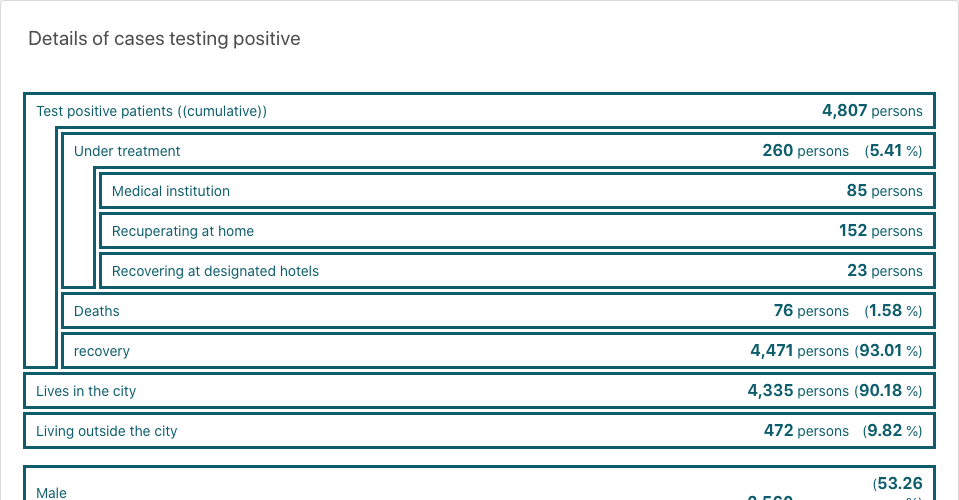 Details of cases testing positive
Test positive patients ((cumulative)) 4,807 persons
Under treatment 260 persons (5.41 %)
Medical institution 85 persons
Recuperating at home 152 persons
Recovering at designated hotels 23 persons
Deaths 76 persons (1.58 %)
recovery 4,471 persons (93.01 %)
Lives in the city 4,335 persons (90.18 %)
Living outside the city 472 persons (9.82 %)
Male (53.26